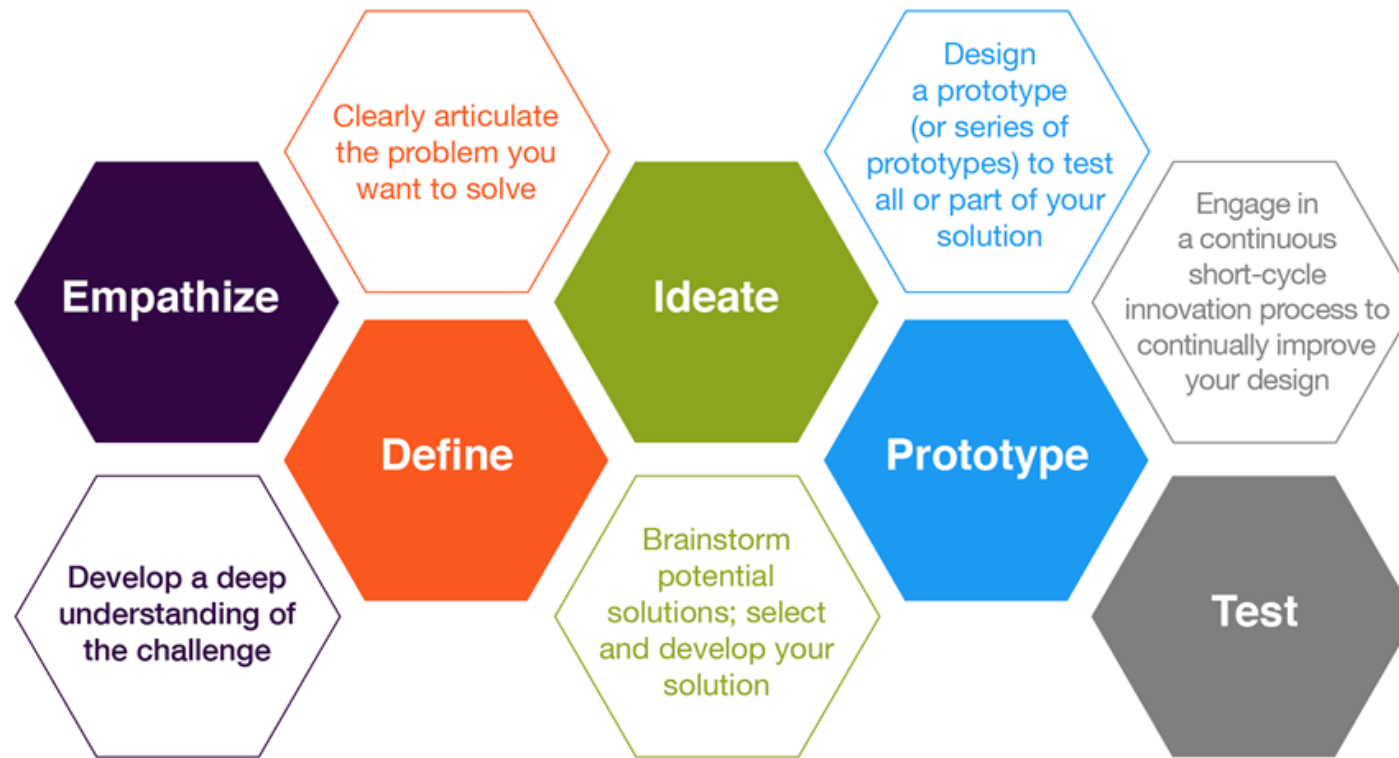 Empathize
Develop a deep
understanding of
the challenge
Clearly articulate
the problem you
want to solve
Define
Ideate
Brainstorm
potential
solutions; select
and develop your
solution
Design
a prototype
(or series of
prototypes) to test
all or part of your
solution
Prototype
Engage in
a continuous
short-cycle
innovation process to
continually improve
your design
Test